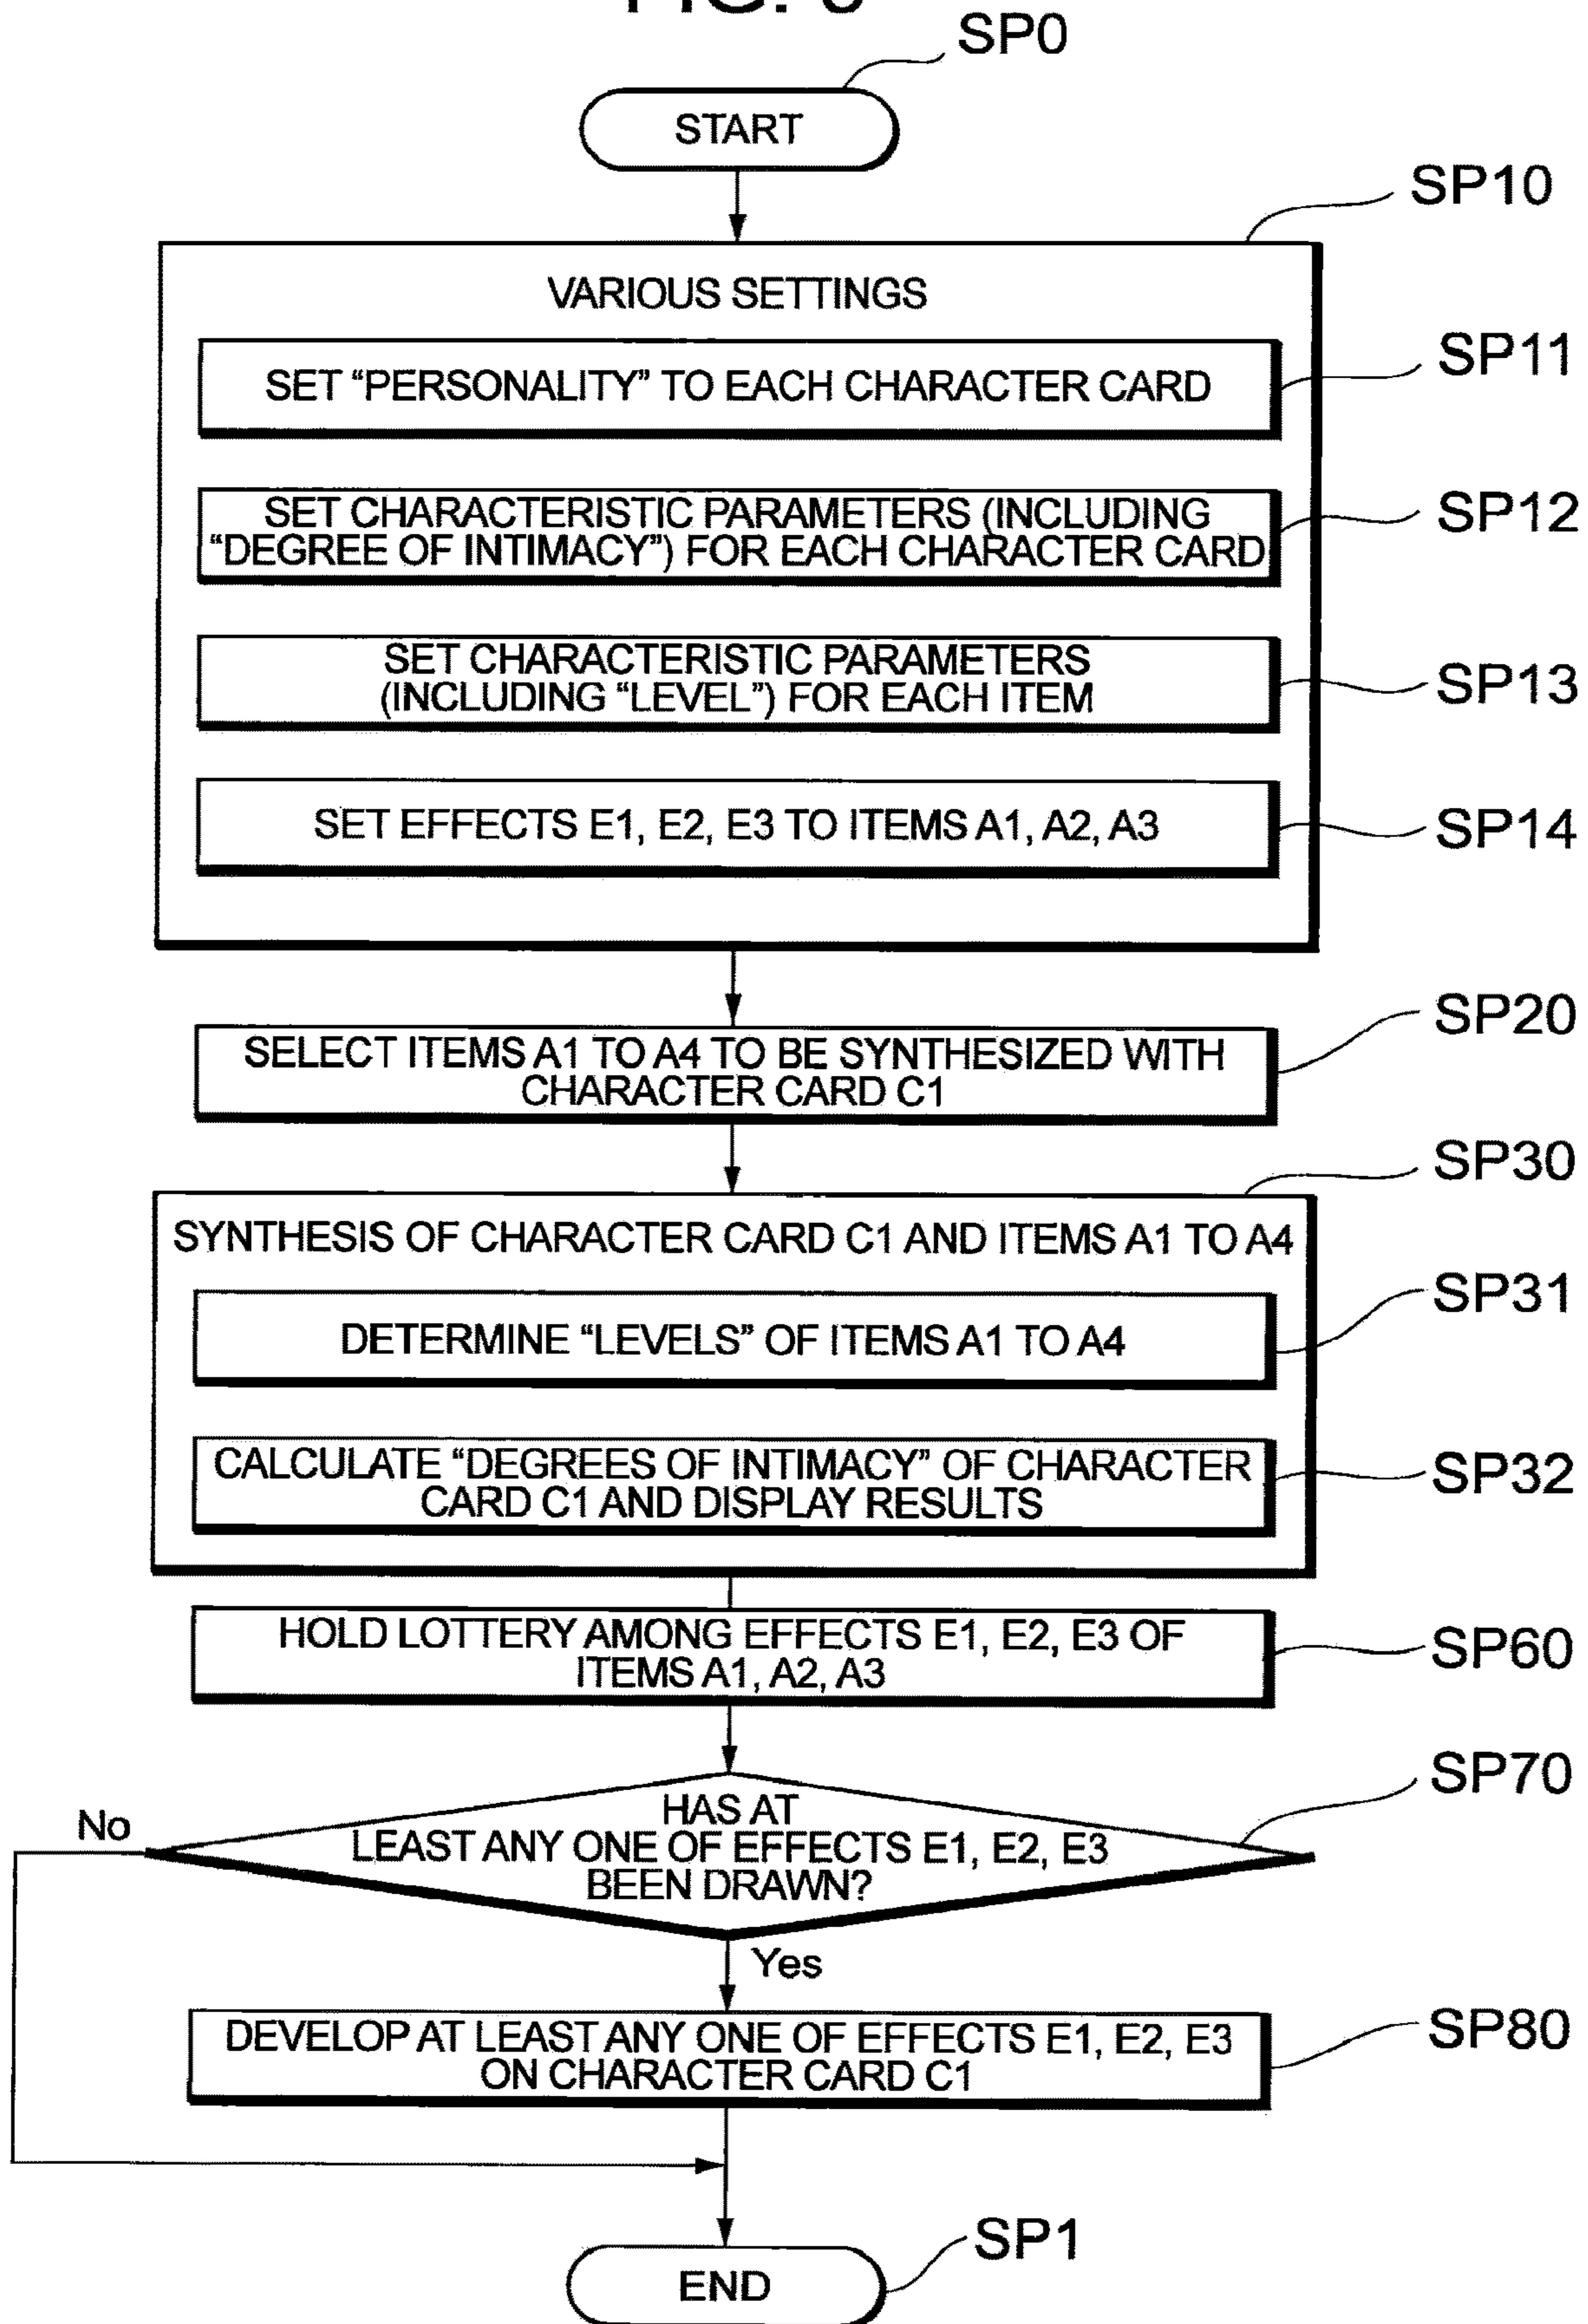 SP0
START
SP10
VARIOUS SETTINGS
SET “PERSONALITY” TO EACH CHARACTER CARD
SP11
SET CHARACTERISTIC PARAMETERS (INCLUDING
“DEGREE OF INTIMACY”) FOR EACH CHARACTER CARD
SP12
SET CHARACTERISTIC PARAMETERS
(INCLUDING “LEVEL”) FOR EACH ITEM
SP13
SET EFFECTS E1, E2, E3 TO ITEMS A1, A2, A3
SP14
SP20
SELECT ITEMS A1 TO A4 TO BE SYNTHESIZED WITH
CHARACTER CARD C1
SP30
SYNTHESIS OF CHARACTER CARD C1 AND ITEMS A1 TO A4
SP31
DETERMINE “LEVELS” OF ITEMS A1 TO A4
CALCULATE “DEGREES OF INTIMACY” OF CHARACTER
CARD C1 AND DISPLAY RESULTS
SP32
HOLD LOTTERY AMONG EFFECTS E1, E2, E3 OF
ITEMS A1, A2, A3
SP60
SP70
No
HAS AT
LEAST ANY ONE OF EFFECTS E1, E2, E3
BEEN DRAWN?
Yes
DEVELOP AT LEAST ANY ONE OF EFFECTS E1, E2, E3
ON CHARACTER CARD C1
SP80
SP1
END